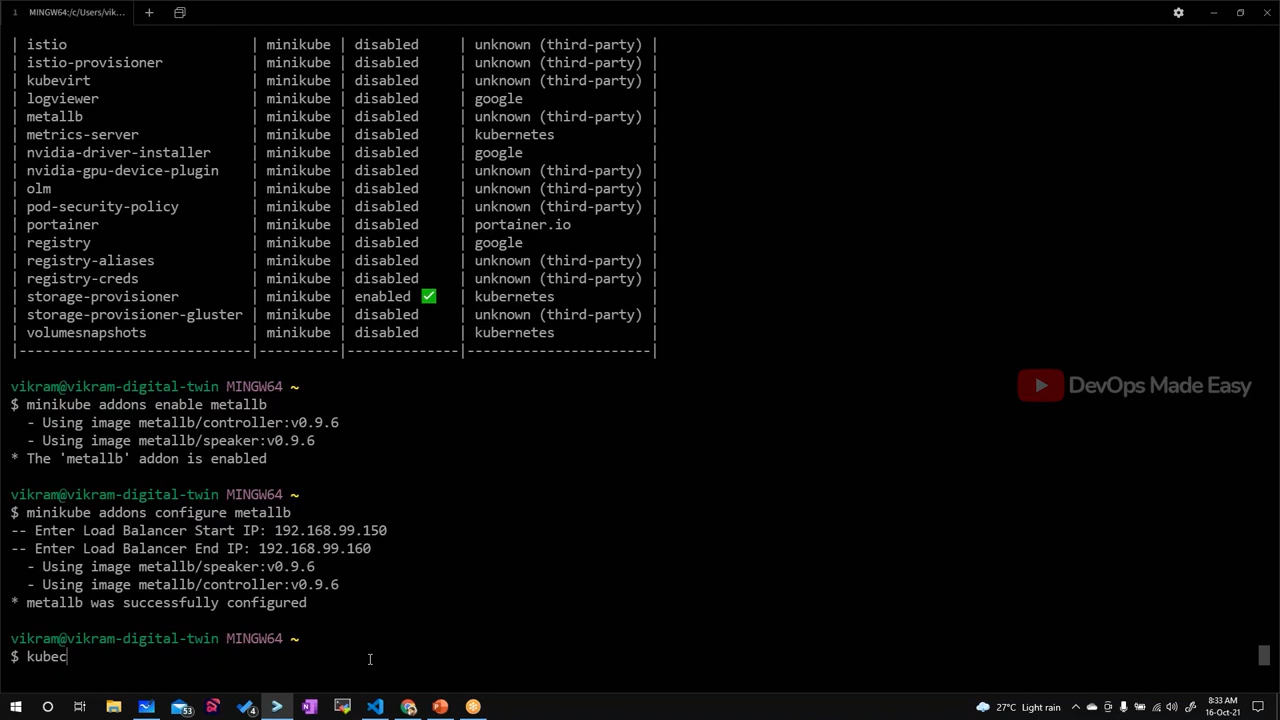 1 MINGW64:/c/Users/vik...
| istio | minikube | disabled | unknown (third-party) |
| istio-provisioner | minikube | disabled | unknown (third-party) |
| kubevirt | minikube | disabled | unknown (third-party) |
| logviewer | minikube | disabled | google |
| metallb | minikube | disabled | unknown (third-party) |
| metrics-server | minikube | disabled | kubernetes |
| nvidia-driver-installer | minikube | disabled | google |
| nvidia-gpu-device-plugin | minikube | disabled | unknown (third-party) |
| olm | minikube | disabled | unknown (third-party) |
| pod-security-policy | minikube | disabled | unknown (third-party) |
| portainer | minikube | disabled | portainer.io |
| registry | minikube | disabled | google |
| registry-aliases | minikube | disabled | unknown (third-party) |
| registry-creds | minikube | disabled | unknown (third-party) |
| storage-provisioner | minikube | enabled ✅ | kubernetes |
| storage-provisioner-gluster | minikube | disabled | unknown (third-party) |
| volumesnapshots | minikube | disabled | kubernetes |
|-----------------------------|----------|--------------|-----------------------|
vikram@vikram-digital-twin MINGW64 ~
DevOps Made Easy
$ minikube addons enable metallb
- Using image metallb/controller:v0.9.6
- Using image metallb/speaker:v0.9.6
* The 'metallb' addon is enabled
vikram@vikram-digital-twin MINGW64 ~
$ minikube addons configure metallb
-- Enter Load Balancer Start IP: 192.168.99.150
-- Enter Load Balancer End IP: 192.168.99.160
- Using image metallb/speaker:v0.9.6
- Using image metallb/controller:v0.9.6
* metallb was successfully configured
vikram@vikram-digital-twin MINGW64 ~
$ kubec
53
4
27°C Light rain
8:33 AM
16-Oct-21